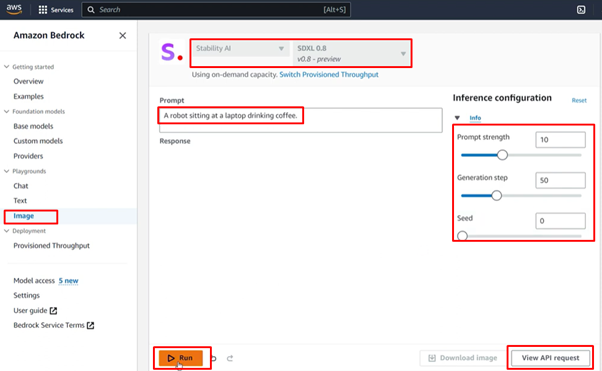 aws
Services
Search
[Alt+S]
Amazon Bedrock
Getting started
Overview
Examples
Foundation models
Base models
Custom models
Providers
Playgrounds
Chat
Text
Image
Deployment
Provisioned Throughput
Model access 5 new
Settings
User guide
Bedrock Service Terms
S.
Stability AI
SDXL 0.8
v0.8 - preview
Using on-demand capacity. Switch Provisioned Throughput
Prompt
A robot sitting at a laptop drinking coffee.
Response
Inference configuration
Reset
Info
Prompt strength
10
Generation step
50
Seed
0
Run
Download image
View API request